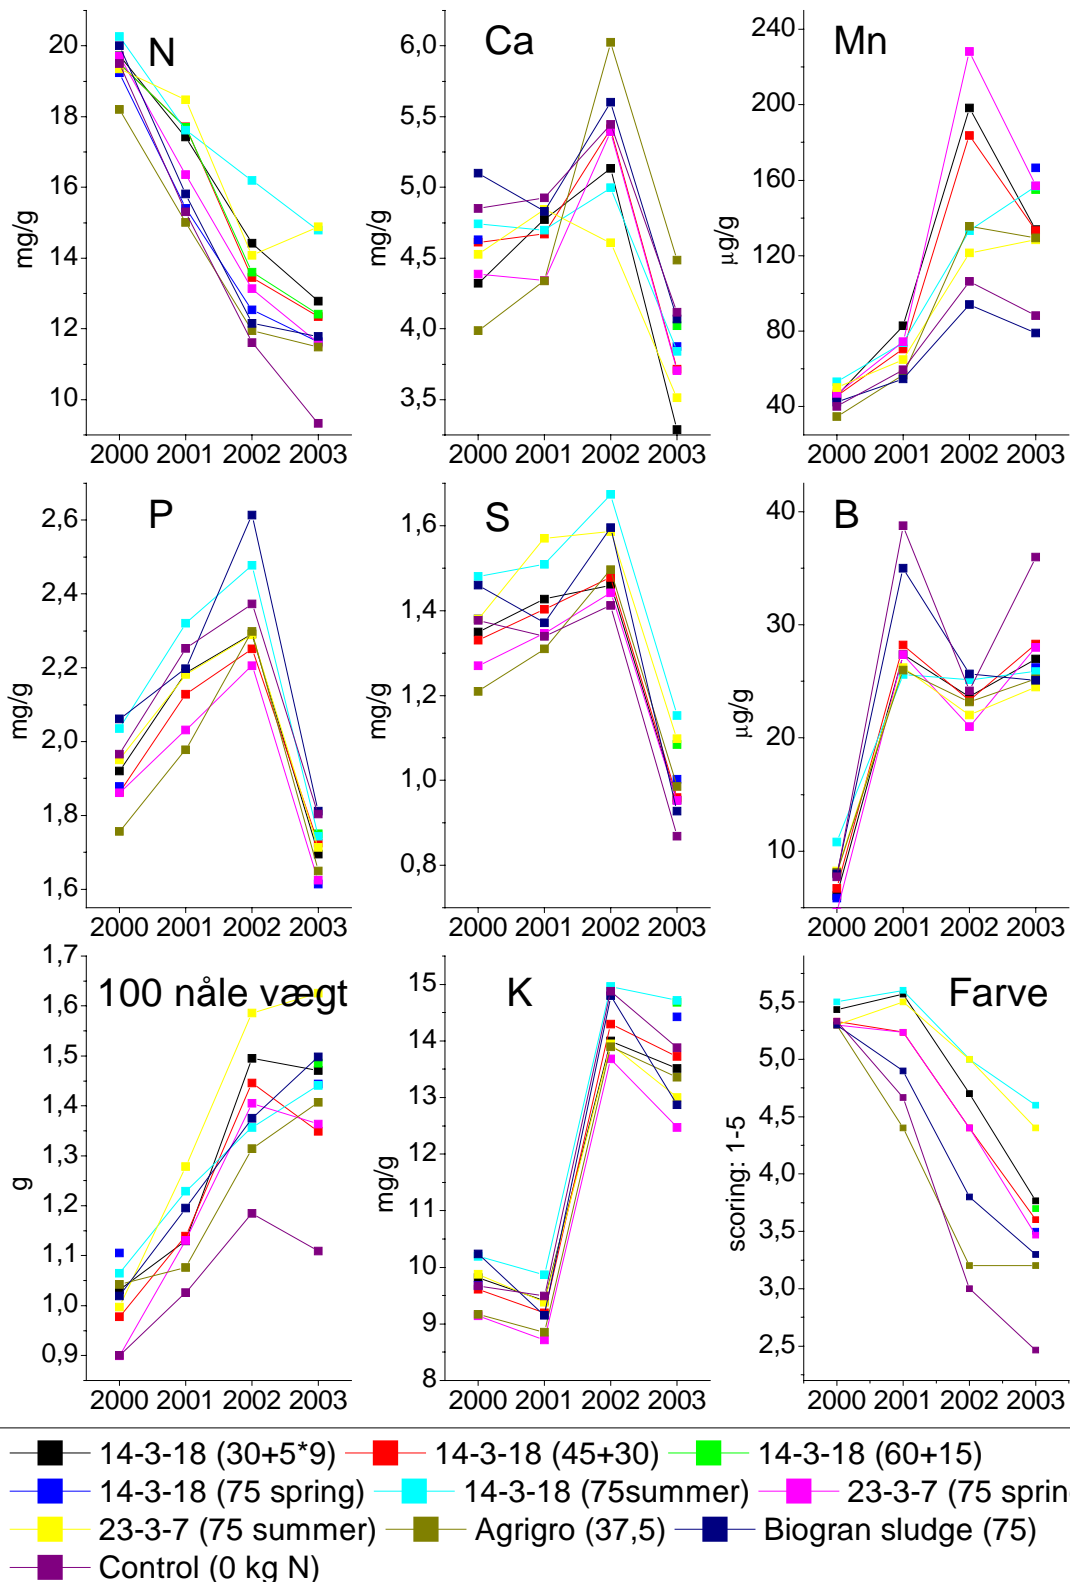 N
mg/g
20
18
16
14
12
10
2000 2001 2002 2003
Ca
mg/g
6,0
5,5
5,0
4,5
4,0
3,5
2000 2001 2002 2003
Mn
µg/g
240
200
160
120
80
40
2000 2001 2002 2003
P
mg/g
2,6
2,4
2,2
2,0
1,8
1,6
2000 2001 2002 2003
S
mg/g
1,6
1,4
1,2
1,0
0,8
2000 2001 2002 2003
B
µg/g
40
30
20
10
2000 2001 2002 2003
100 nåle vægt
g
1,7
1,6
1,5
1,4
1,3
1,2
1,1
1,0
0,9
2000 2001 2002 2003
K
mg/g
15
14
13
12
11
10
9
8
2000 2001 2002 2003
Farve
scoring: 1-5
5,5
5,0
4,5
4,0
3,5
3,0
2,5
2000 2001 2002 2003
14-3-18 (30+5*9) 14-3-18 (45+30) 14-3-18 (60+15)
14-3-18 (75 spring) 14-3-18 (75summer) 23-3-7 (75 sprin
23-3-7 (75 summer) Agrigro (37,5) Biogran sludge (75)
Control (0 kg N)